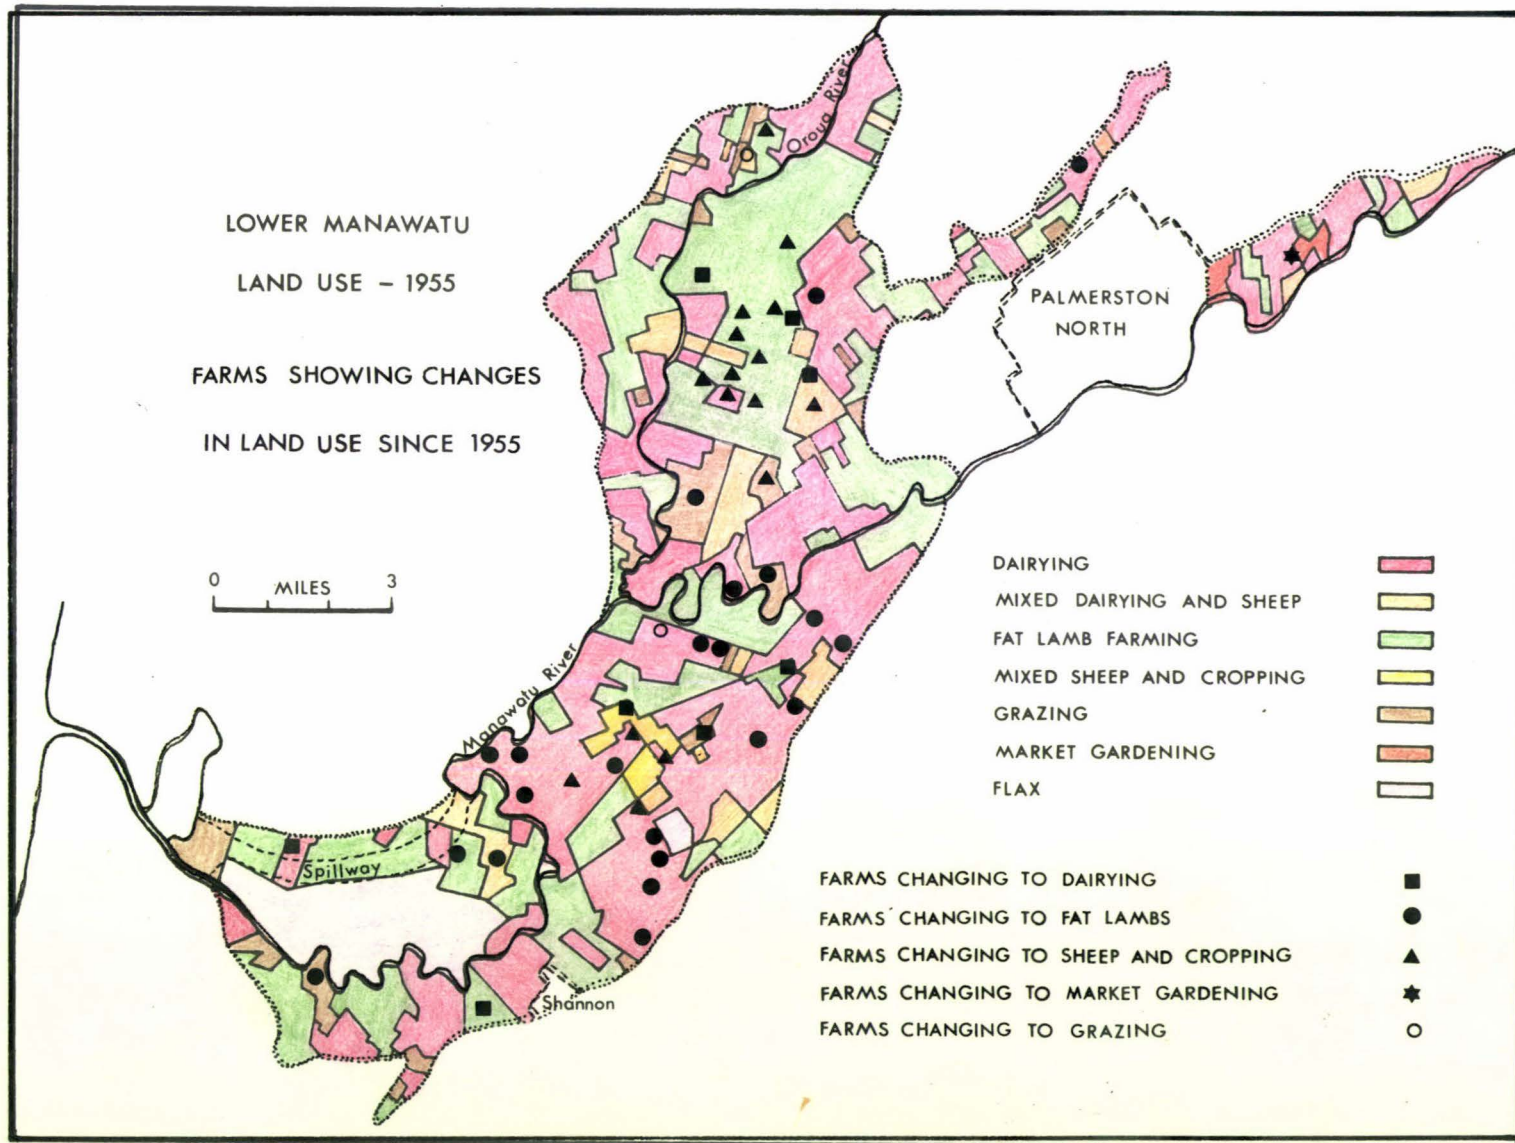 LOWER MANAWATU
LAND USE – 1955
FARMS SHOWING CHANGES
IN LAND USE SINCE 1955
0 MILES 3
Oroua River
PALMERSTON
NORTH
Manawatu River
Spillway
Shannon
DAIRYING
MIXED DAIRYING AND SHEEP
FAT LAMB FARMING
MIXED SHEEP AND CROPPING
GRAZING
MARKET GARDENING
FLAX
FARMS CHANGING TO DAIRYING
FARMS CHANGING TO FAT LAMBS
FARMS CHANGING TO SHEEP AND CROPPING
FARMS CHANGING TO MARKET GARDENING
FARMS CHANGING TO GRAZING